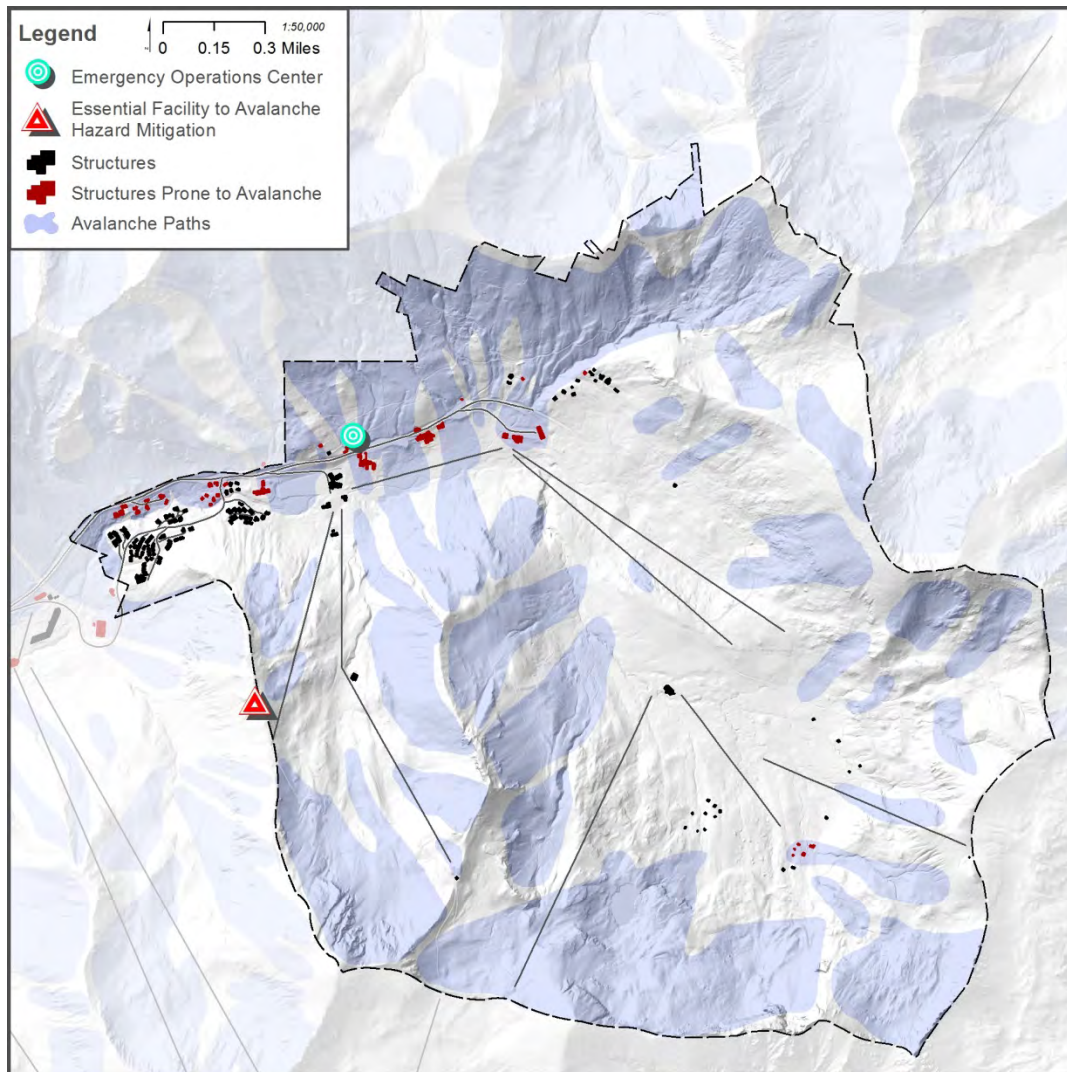 Legend
1:50,000
0 0.15 0.3 Miles
Emergency Operations Center
Essential Facility to Avalanche
Hazard Mitigation
Structures
Structures Prone to Avalanche
Avalanche Paths